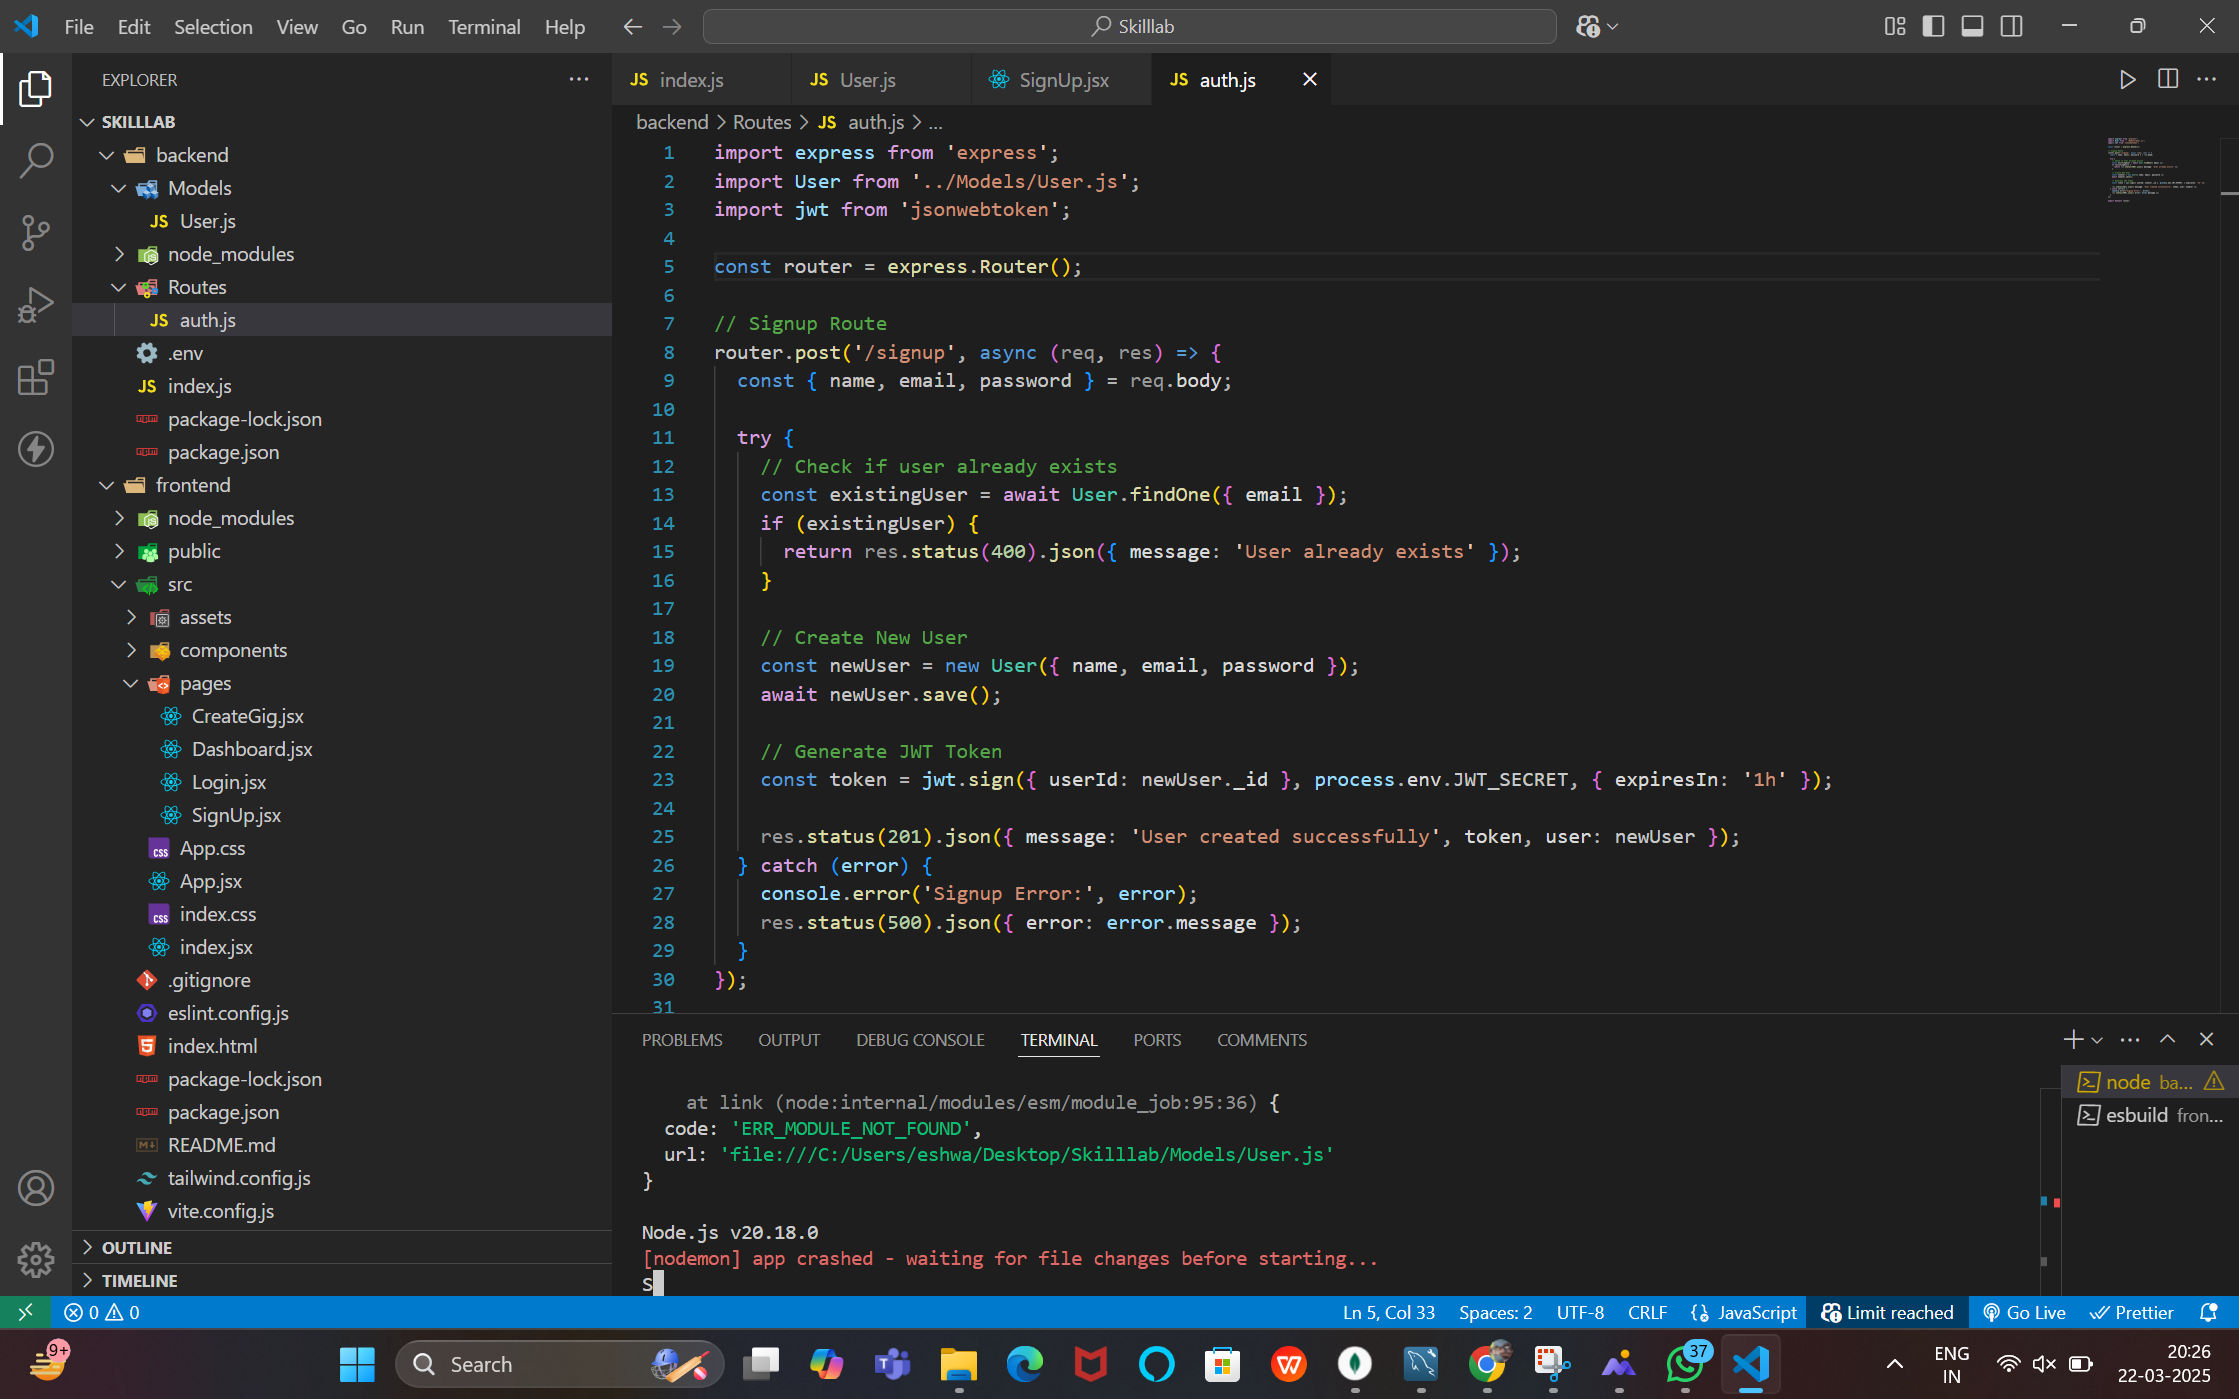 File Edit Selection View Go Run Terminal Help
Skilllab
EXPLORER
SKILLLAB
backend
Models
JS User.js
node_modules
Routes
JS auth.js
.env
JS index.js
package-lock.json
package.json
frontend
node_modules
public
src
assets
components
pages
CreateGig.jsx
Dashboard.jsx
Login.jsx
SignUp.jsx
App.css
App.jsx
index.css
index.jsx
.gitignore
eslint.config.js
index.html
package-lock.json
package.json
README.md
tailwind.config.js
vite.config.js
OUTLINE
TIMELINE
JS index.js JS User.js SignUp.jsx JS auth.js
backend > Routes > JS auth.js > ...
1 import express from 'express';
2 import User from '../Models/User.js';
3 import jwt from 'jsonwebtoken';
4
5 const router = express.Router();
6
7 // Signup Route
8 router.post('/signup', async (req, res) => {
9 const { name, email, password } = req.body;
10
11 try {
12 // Check if user already exists
13 const existingUser = await User.findOne({ email });
14 if (existingUser) {
15 return res.status(400).json({ message: 'User already exists' });
16 }
17
18 // Create New User
19 const newUser = new User({ name, email, password });
20 await newUser.save();
21
22 // Generate JWT Token
23 const token = jwt.sign({ userId: newUser._id }, process.env.JWT_SECRET, { expiresIn: '1h' });
24
25 res.status(201).json({ message: 'User created successfully', token, user: newUser });
26 } catch (error) {
27 console.error('Signup Error:', error);
28 res.status(500).json({ error: error.message });
29 }
30 });
31
PROBLEMS OUTPUT DEBUG CONSOLE TERMINAL PORTS COMMENTS
at link (node:internal/modules/esm/module_job:95:36) {
code: 'ERR_MODULE_NOT_FOUND',
url: 'file:///C:/Users/eshwa/Desktop/Skilllab/Models/User.js'
}
Node.js v20.18.0
[nodemon] app crashed - waiting for file changes before starting...
S
node ba...
esbuild fron...
0 0
Ln 5, Col 33 Spaces: 2 UTF-8 CRLF {} JavaScript Limit reached Go Live Prettier
9+
Search
37
ENG
IN
20:26
22-03-2025